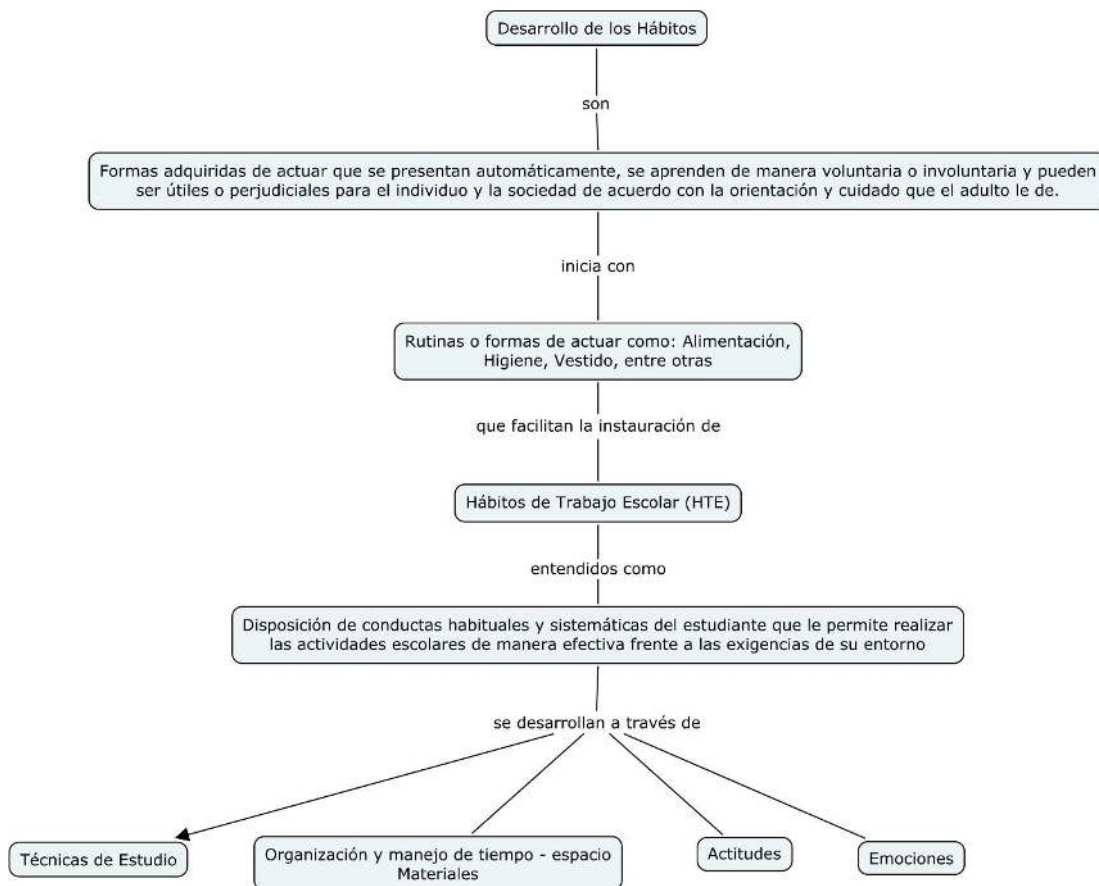 Desarrollo de los Hábitos
son
Formas adquiridas de actuar que se presentan automáticamente, se aprenden de manera voluntaria o involuntaria y pueden
ser útiles o perjudiciales para el individuo y la sociedad de acuerdo con la orientación y cuidado que el adulto le de.
inicia con
Rutinas o formas de actuar como: Alimentación,
Higiene, Vestido, entre otras
que facilitan la instauración de
Hábitos de Trabajo Escolar (HTE)
entendidos como
Disposición de conductas habituales y sistemáticas del estudiante que le permite realizar
las actividades escolares de manera efectiva frente a las exigencias de su entorno
se desarrollan a través de
Técnicas de Estudio
Organización y manejo de tiempo - espacio
Materiales
Actitudes
Emociones